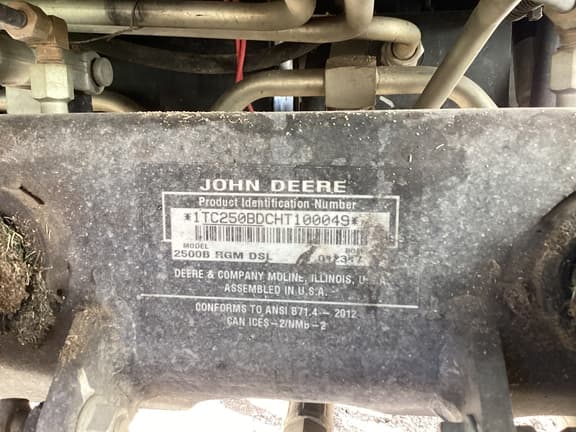 JOHN DEERE
Product Identification Number
*1TC250BDCHT100049*
MODEL
2500B RGM DSL
DEERE & COMPANY MOLINE, ILLINOIS, U.S.A.
ASSEMBLED IN U.S.A.
CONFORMS TO ANSI B71.4 – 2012
CAN ICES-2/NMB-2